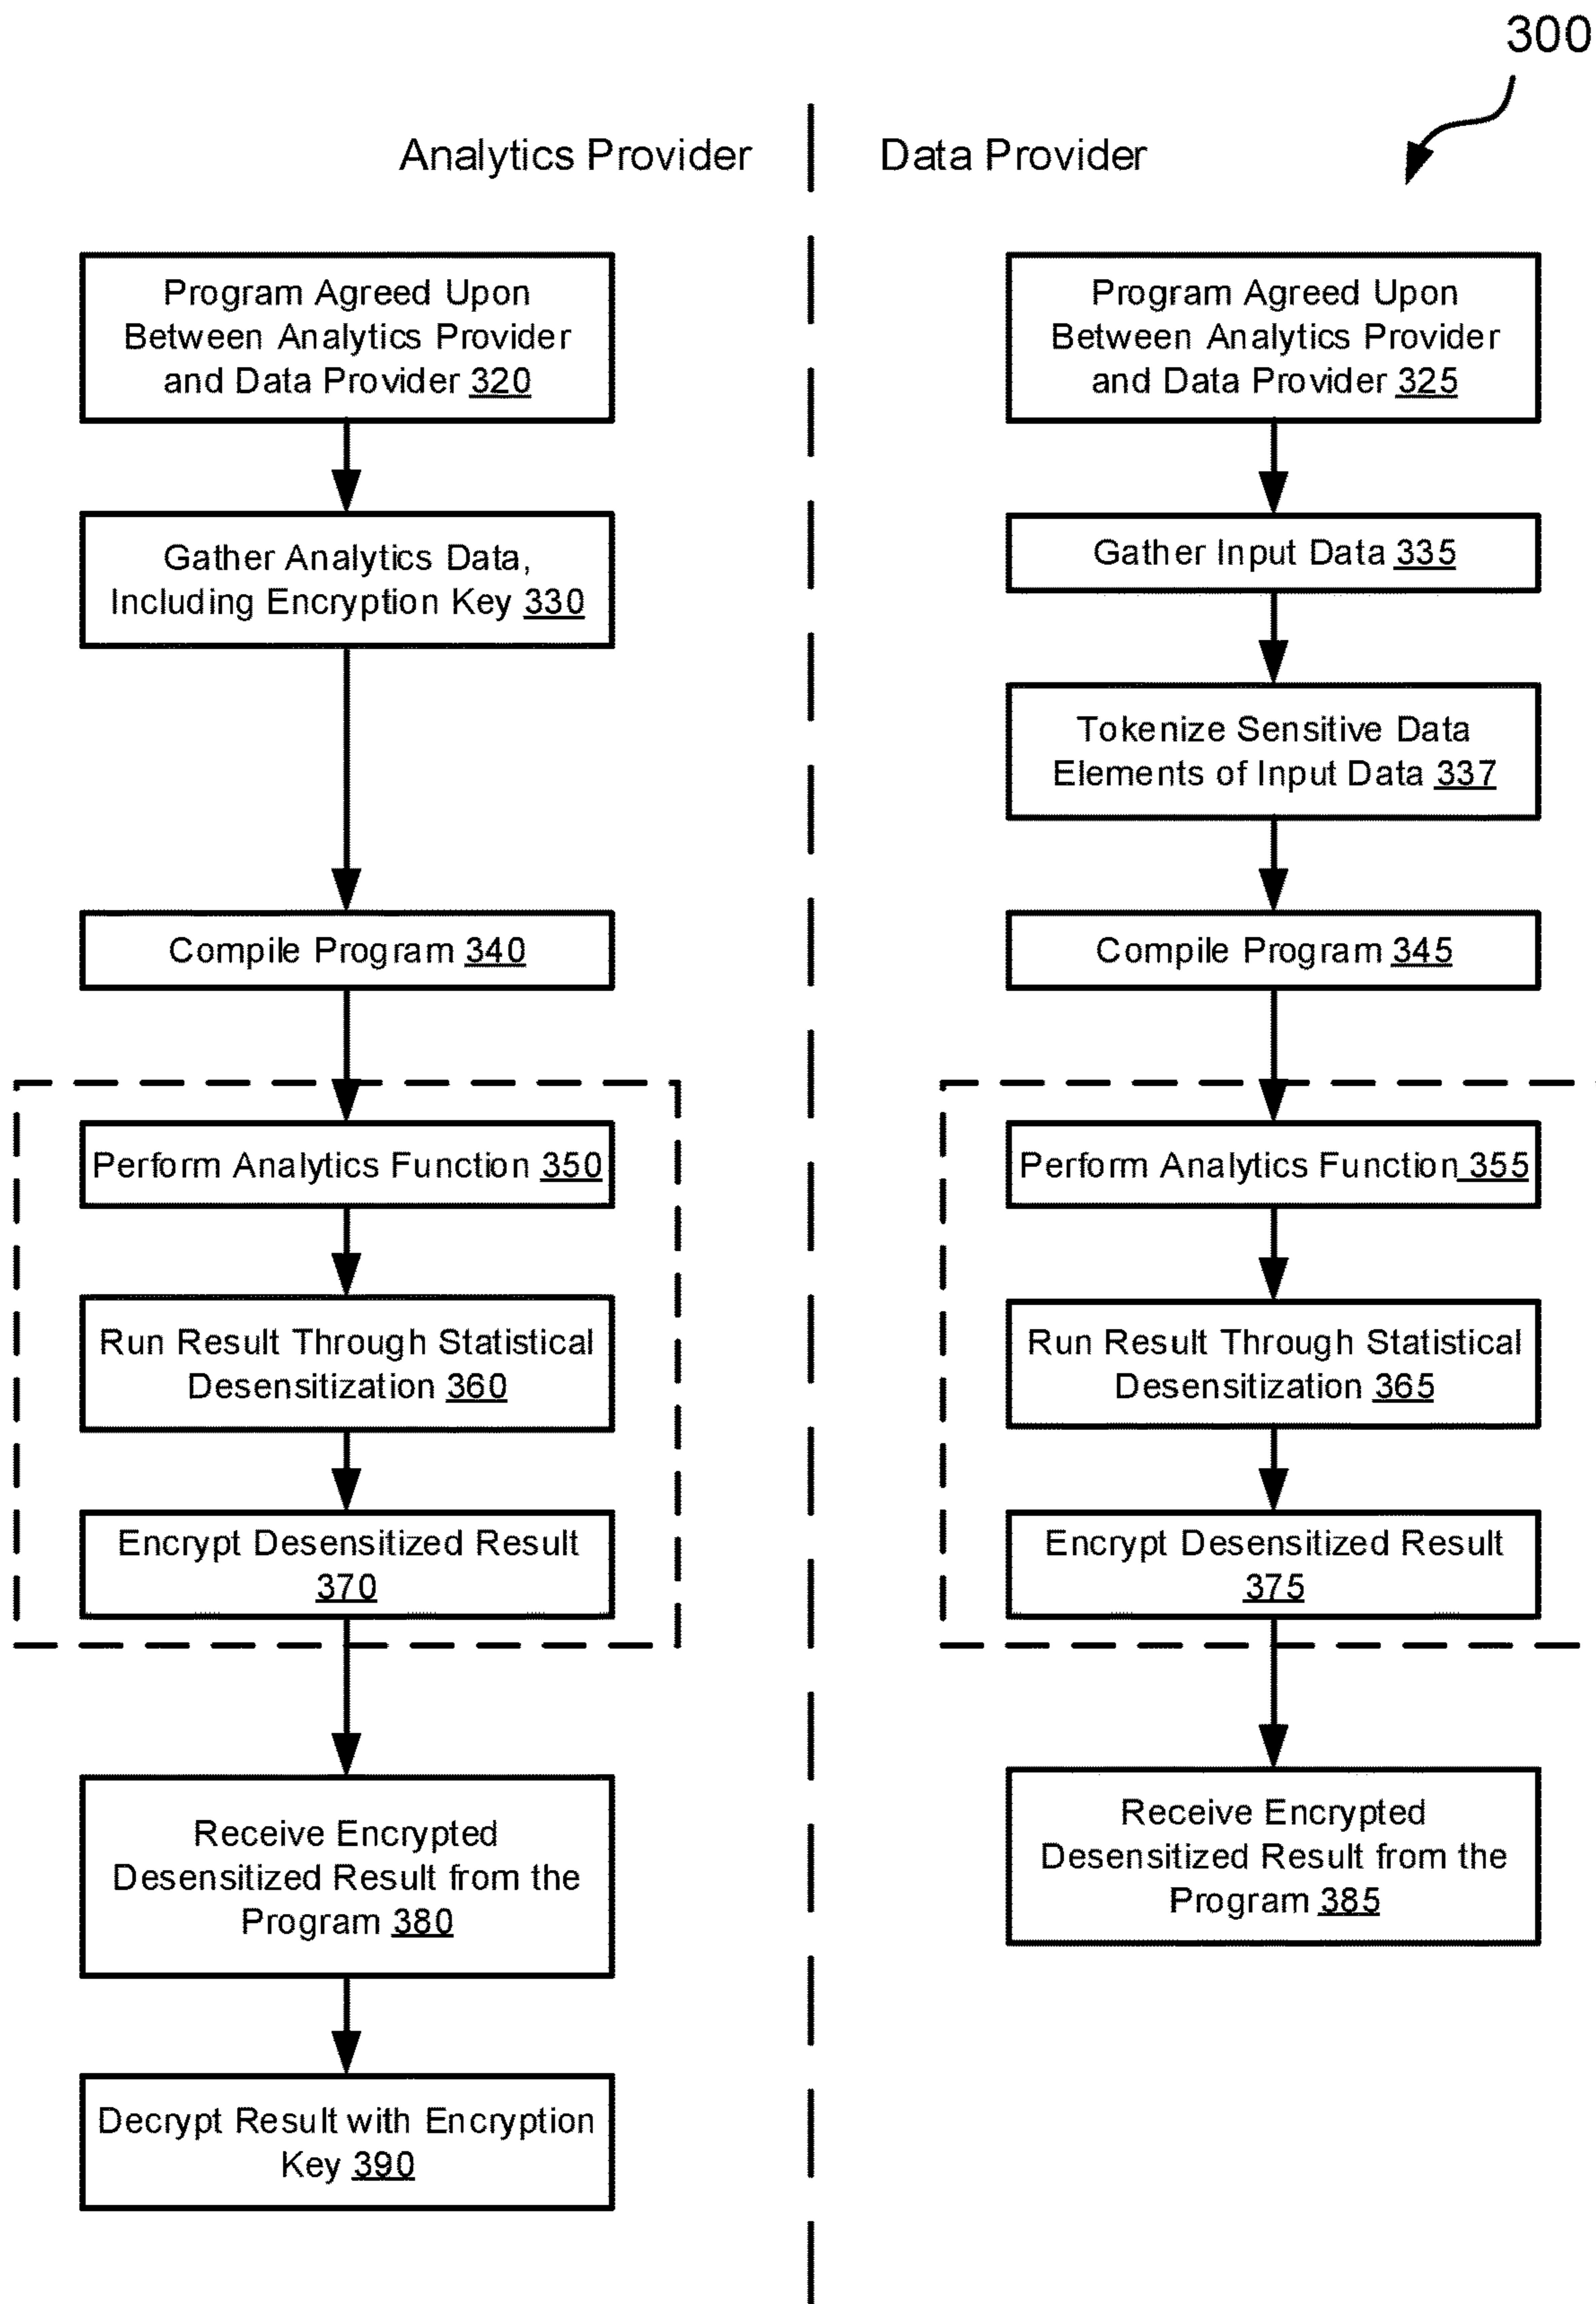 300
Analytics Provider
Data Provider
Program Agreed Upon
Between Analytics Provider
and Data Provider 320
Gather Analytics Data,
Including Encryption Key 330
Compile Program 340
Perform Analytics Function 350
Run Result Through Statistical
Desensitization 360
Encrypt Desensitized Result
370
Receive Encrypted
Desensitized Result from the
Program 380
Decrypt Result with Encryption
Key 390
Program Agreed Upon
Between Analytics Provider
and Data Provider 325
Gather Input Data 335
Tokenize Sensitive Data
Elements of Input Data 337
Compile Program 345
Perform Analytics Function 355
Run Result Through Statistical
Desensitization 365
Encrypt Desensitized Result
375
Receive Encrypted
Desensitized Result from the
Program 385